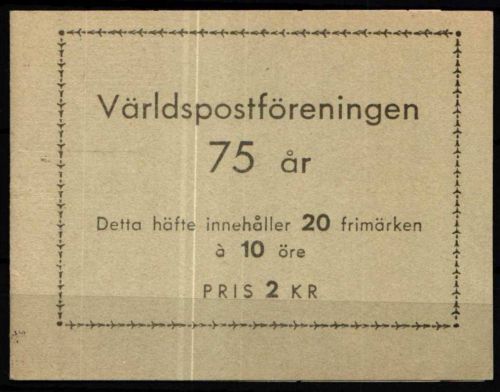 Världspostföreningen
75 år
Detta häfte innehåller 20 frimärken
à 10 öre
PRIS 2 KR